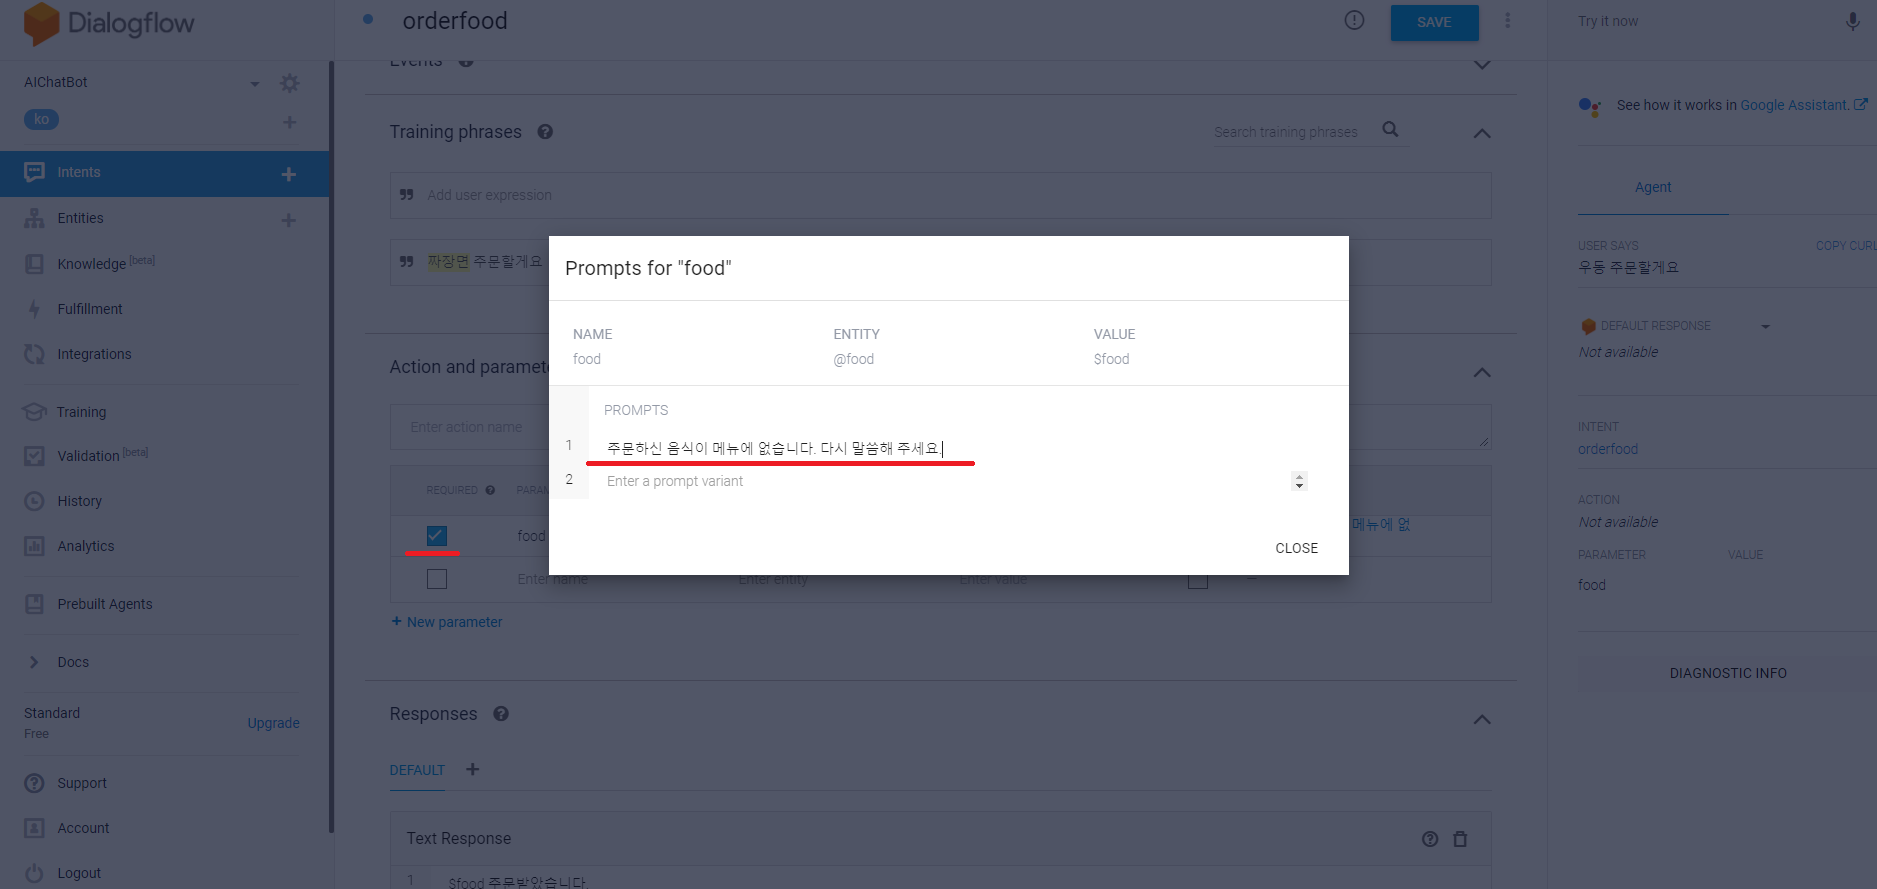 Dialogflow
orderfood
SAVE
Try it now
AIChatBot
ko
Intents
Entities
Knowledge [beta]
Fulfillment
Integrations
Training
Validation [beta]
History
Analytics
Prebuilt Agents
Docs
Standard
Free
Upgrade
Support
Account
Logout
Events
Training phrases
Search training phrases
Add user expression
짜장면 주문할게요
Action and paramete
Enter action name
REQUIRED
PARAM
food
메뉴에 없
Enter name
Enter entity
Enter value
+ New parameter
Responses
DEFAULT
Text Response
1
$food 주문받았습니다.
Prompts for "food"
NAME
ENTITY
VALUE
food
@food
$food
PROMPTS
1 주문하신 음식이 메뉴에 없습니다. 다시 말씀해 주세요.
2 Enter a prompt variant
CLOSE
See how it works in Google Assistant.
Agent
USER SAYS
COPY CURL
우동 주문할게요
DEFAULT RESPONSE
Not available
INTENT
orderfood
ACTION
Not available
PARAMETER
VALUE
food
DIAGNOSTIC INFO